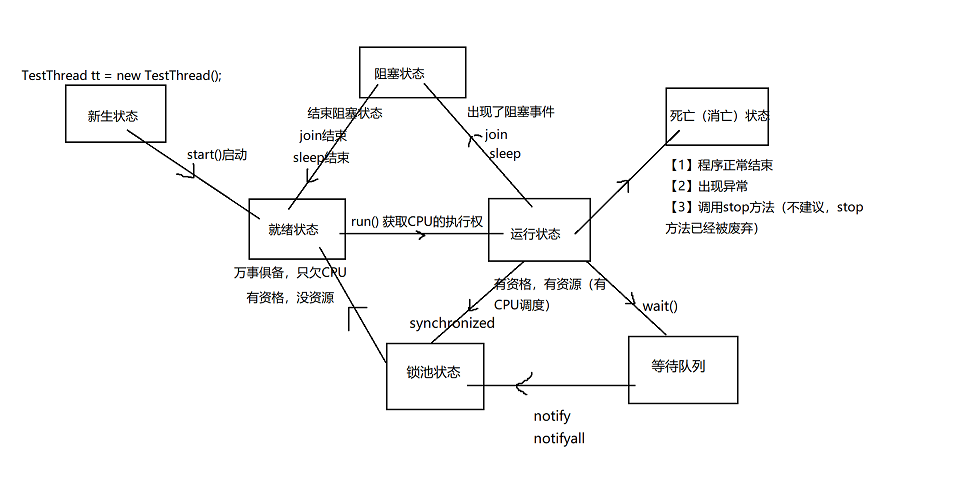 TestThread tt = new TestThread();
新生状态
start()启动
阻塞状态
结束阻塞状态
join结束
sleep结束
出现了阻塞事件
join
sleep
死亡（消亡）状态
【1】程序正常结束
【2】出现异常
【3】调用stop方法（不建议，stop
方法已经被废弃）
就绪状态
run() 获取CPU的执行权
运行状态
万事俱备，只欠CPU
有资格，没资源
有资格，有资源（有
CPU调度）
synchronized
wait()
锁池状态
等待队列
notify
notifyall